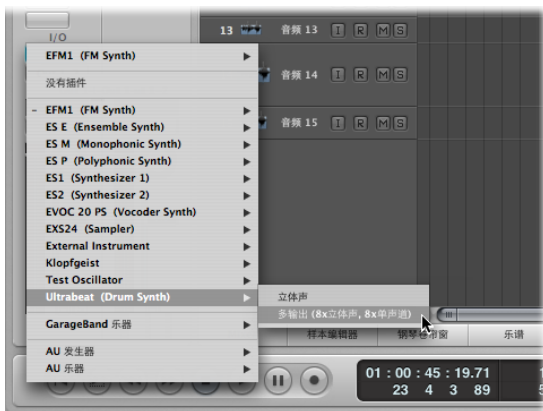 I/O
13 音频 13 I R M S
EFM1 (FM Synth)
没有插件
音频 14 I R M S
– EFM1 (FM Synth)
ES E (Ensemble Synth)
音频 15 I R M S
ES M (Monophonic Synth)
ES P (Polyphonic Synth)
ES1 (Synthesizer 1)
ES2 (Synthesizer 2)
EVOC 20 PS (Vocoder Synth)
EXS24 (Sampler)
External Instrument
Klopfgeist
Test Oscillator
Ultrabeat (Drum Synth)
立体声
多输出 (8x立体声, 8x单声道)
GarageBand 乐器
样本编辑器 钢琴卷帘窗 乐谱
AU 发生器
AU 乐器
01 : 00 : 45 : 19.71
23 4 3 89